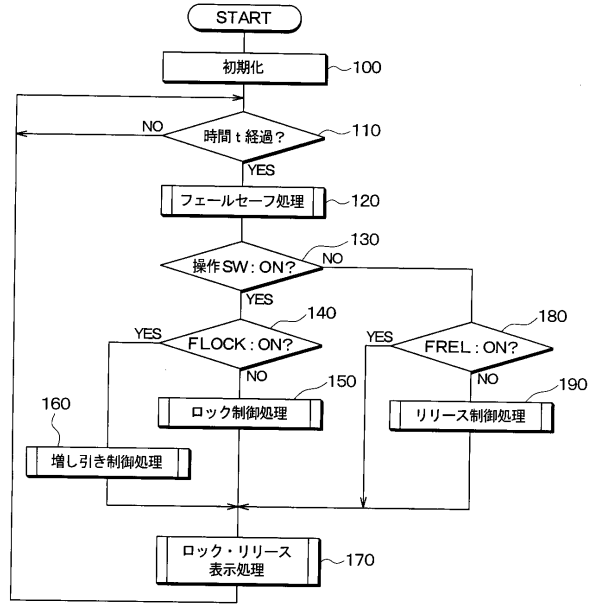 START
初期化
100
時間t経過?
110
NO
YES
フェールセーフ処理
120
操作SW:ON?
130
NO
YES
FLOCK:ON?
140
YES
NO
FREL:ON?
180
YES
NO
ロック制御処理
150
リリース制御処理
190
増し引き制御処理
160
ロック・リリース
表示処理
170